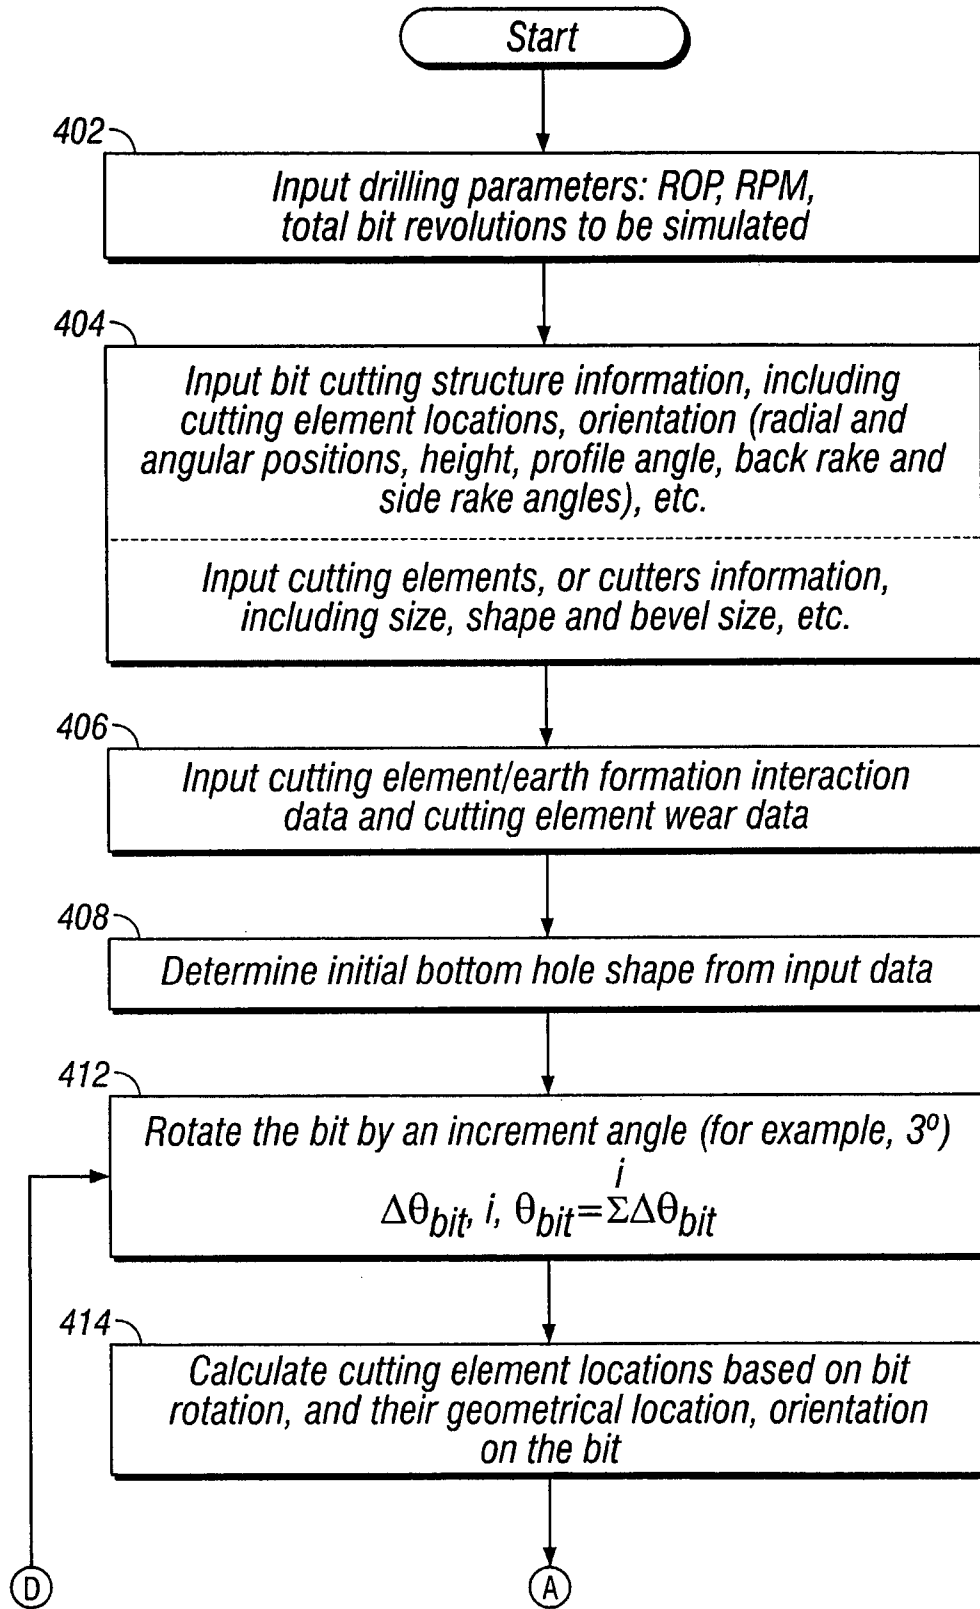 Start
402
Input drilling parameters: ROP, RPM,
total bit revolutions to be simulated
404
Input bit cutting structure information, including
cutting element locations, orientation (radial and
angular positions, height, profile angle, back rake and
side rake angles), etc.
Input cutting elements, or cutters information,
including size, shape and bevel size, etc.
406
Input cutting element/earth formation interaction
data and cutting element wear data
408
Determine initial bottom hole shape from input data
412
Rotate the bit by an increment angle (for example, 3º)
i
Δθbit, i, θbit=ΣΔθbit
414
Calculate cutting element locations based on bit
rotation, and their geometrical location, orientation
on the bit
D
A